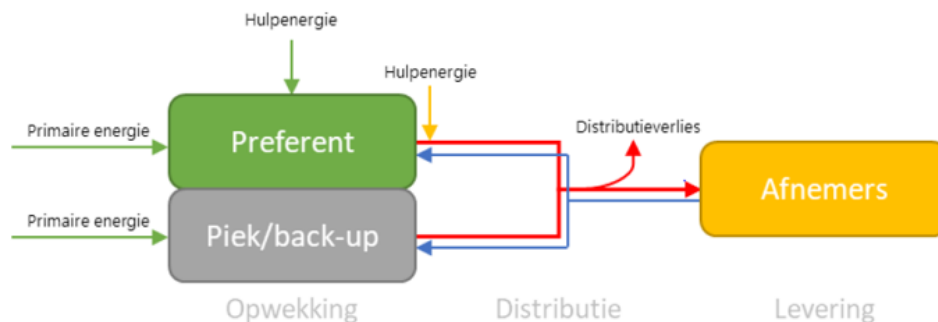 Hulpenergie
Hulpenergie
Primaire energie
Preferent
Distributieverlies
Afnemers
Primaire energie
Piek/back-up
Opwekking
Distributie
Levering